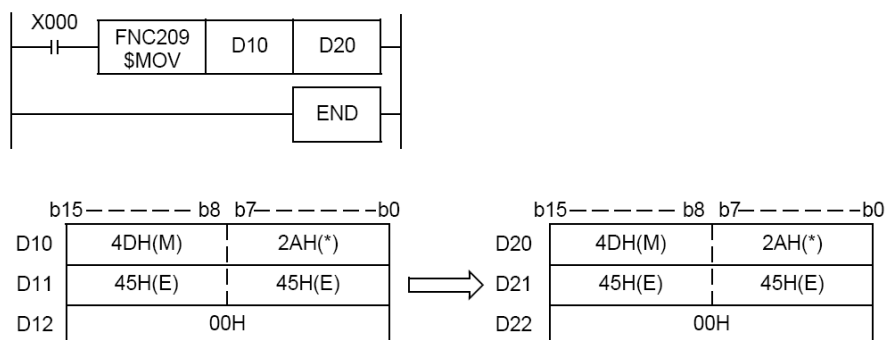 X000
FNC209 $MOV D10 D20
END
b15 b8 b7 b0 b15 b8 b7 b0
D10 4DH(M) 2AH(*) D20 4DH(M) 2AH(*)
D11 45H(E) 45H(E) D21 45H(E) 45H(E)
D12 00H D22 00H